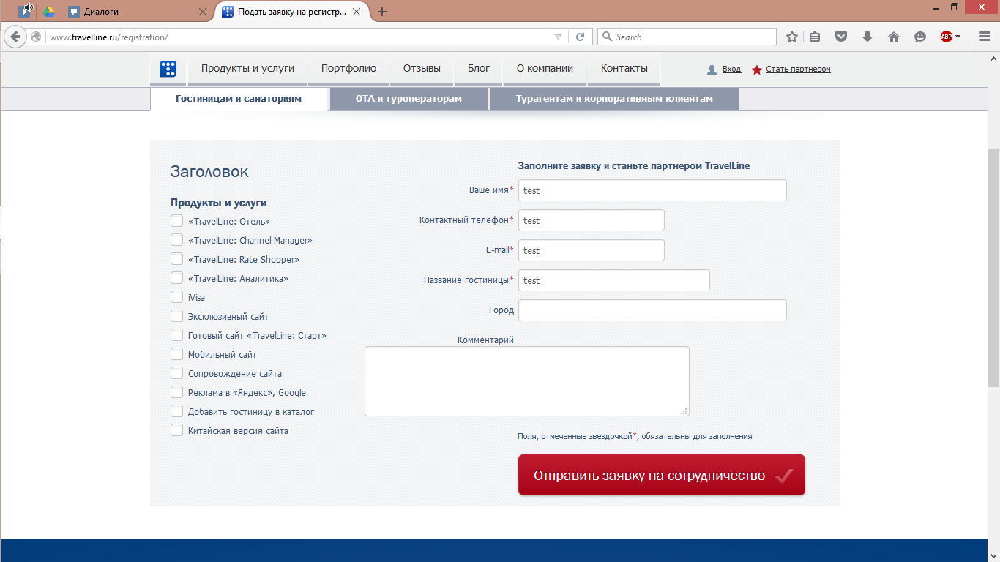 Диалоги
Подать заявку на регистр...
www.travelline.ru/registration/
Search
ABP
Продукты и услуги
Портфолио
Отзывы
Блог
О компании
Контакты
Вход
Стать партнером
Гостиницам и санаториям
ОТА и туроператорам
Турагентам и корпоративным клиентам
Заголовок
Продукты и услуги
«TravelLine: Отель»
«TravelLine: Channel Manager»
«TravelLine: Rate Shopper»
«TravelLine: Аналитика»
iVisa
Эксклюзивный сайт
Готовый сайт «TravelLine: Старт»
Мобильный сайт
Сопровождение сайта
Реклама в «Яндекс», Google
Добавить гостиницу в каталог
Китайская версия сайта
Заполните заявку и станьте партнером TravelLine
Ваше имя* test
Контактный телефон* test
E-mail* test
Название гостиницы* test
Город
Комментарий
Поля, отмеченные звездочкой*, обязательны для заполнения
Отправить заявку на сотрудничество